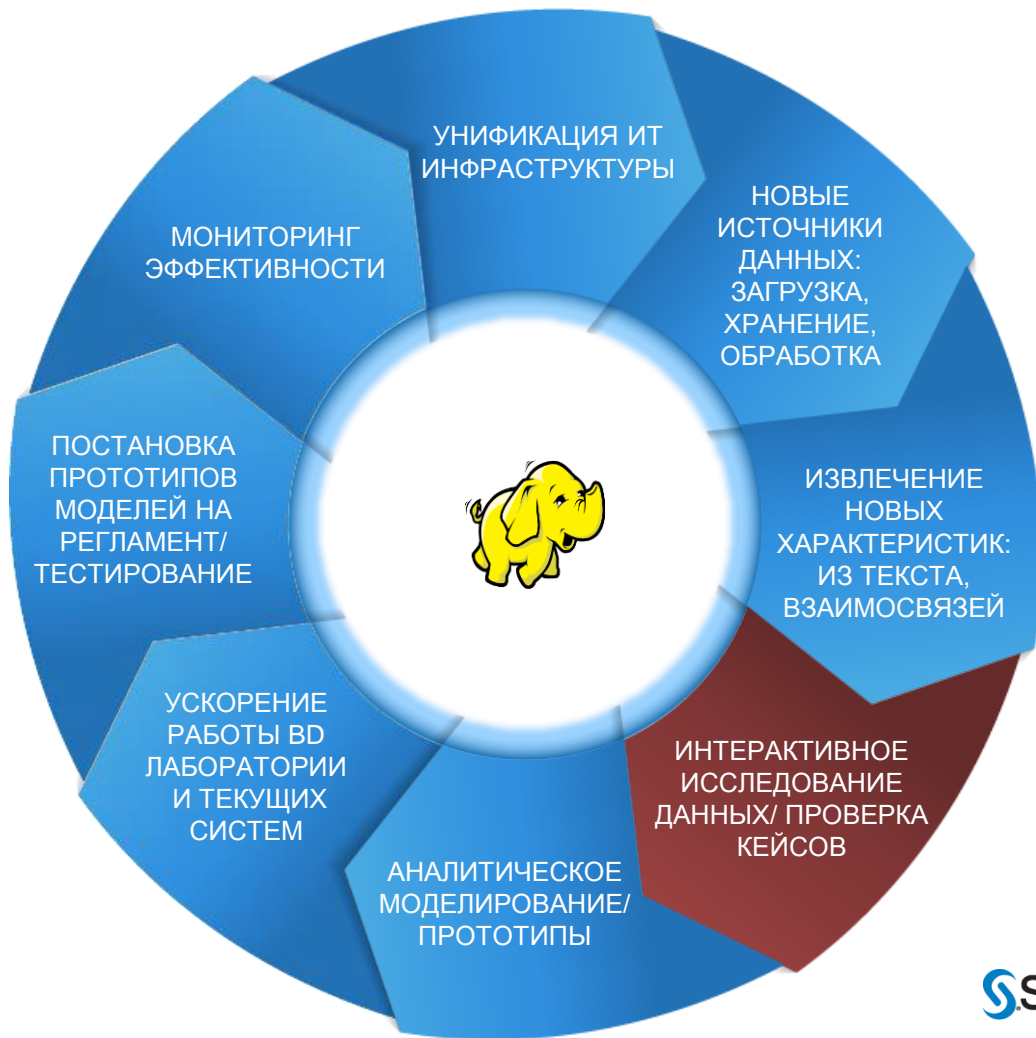 УНИФИКАЦИЯ ИТ
ИНФРАСТРУКТУРЫ
НОВЫЕ
ИСТОЧНИКИ
ДАННЫХ:
ЗАГРУЗКА,
ХРАНЕНИЕ,
ОБРАБОТКА
ИЗВЛЕЧЕНИЕ
НОВЫХ
ХАРАКТЕРИСТИК:
ИЗ ТЕКСТА,
ВЗАИМОСВЯЗЕЙ
ИНТЕРАКТИВНОЕ
ИССЛЕДОВАНИЕ
ДАННЫХ/ ПРОВЕРКА
КЕЙСОВ
АНАЛИТИЧЕСКОЕ
МОДЕЛИРОВАНИЕ/
ПРОТОТИПЫ
УСКОРЕНИЕ
РАБОТЫ BD
ЛАБОРАТОРИИ
И ТЕКУЩИХ
СИСТЕМ
ПОСТАНОВКА
ПРОТОТИПОВ
МОДЕЛЕЙ НА
РЕГЛАМЕНТ/
ТЕСТИРОВАНИЕ
МОНИТОРИНГ
ЭФФЕКТИВНОСТИ